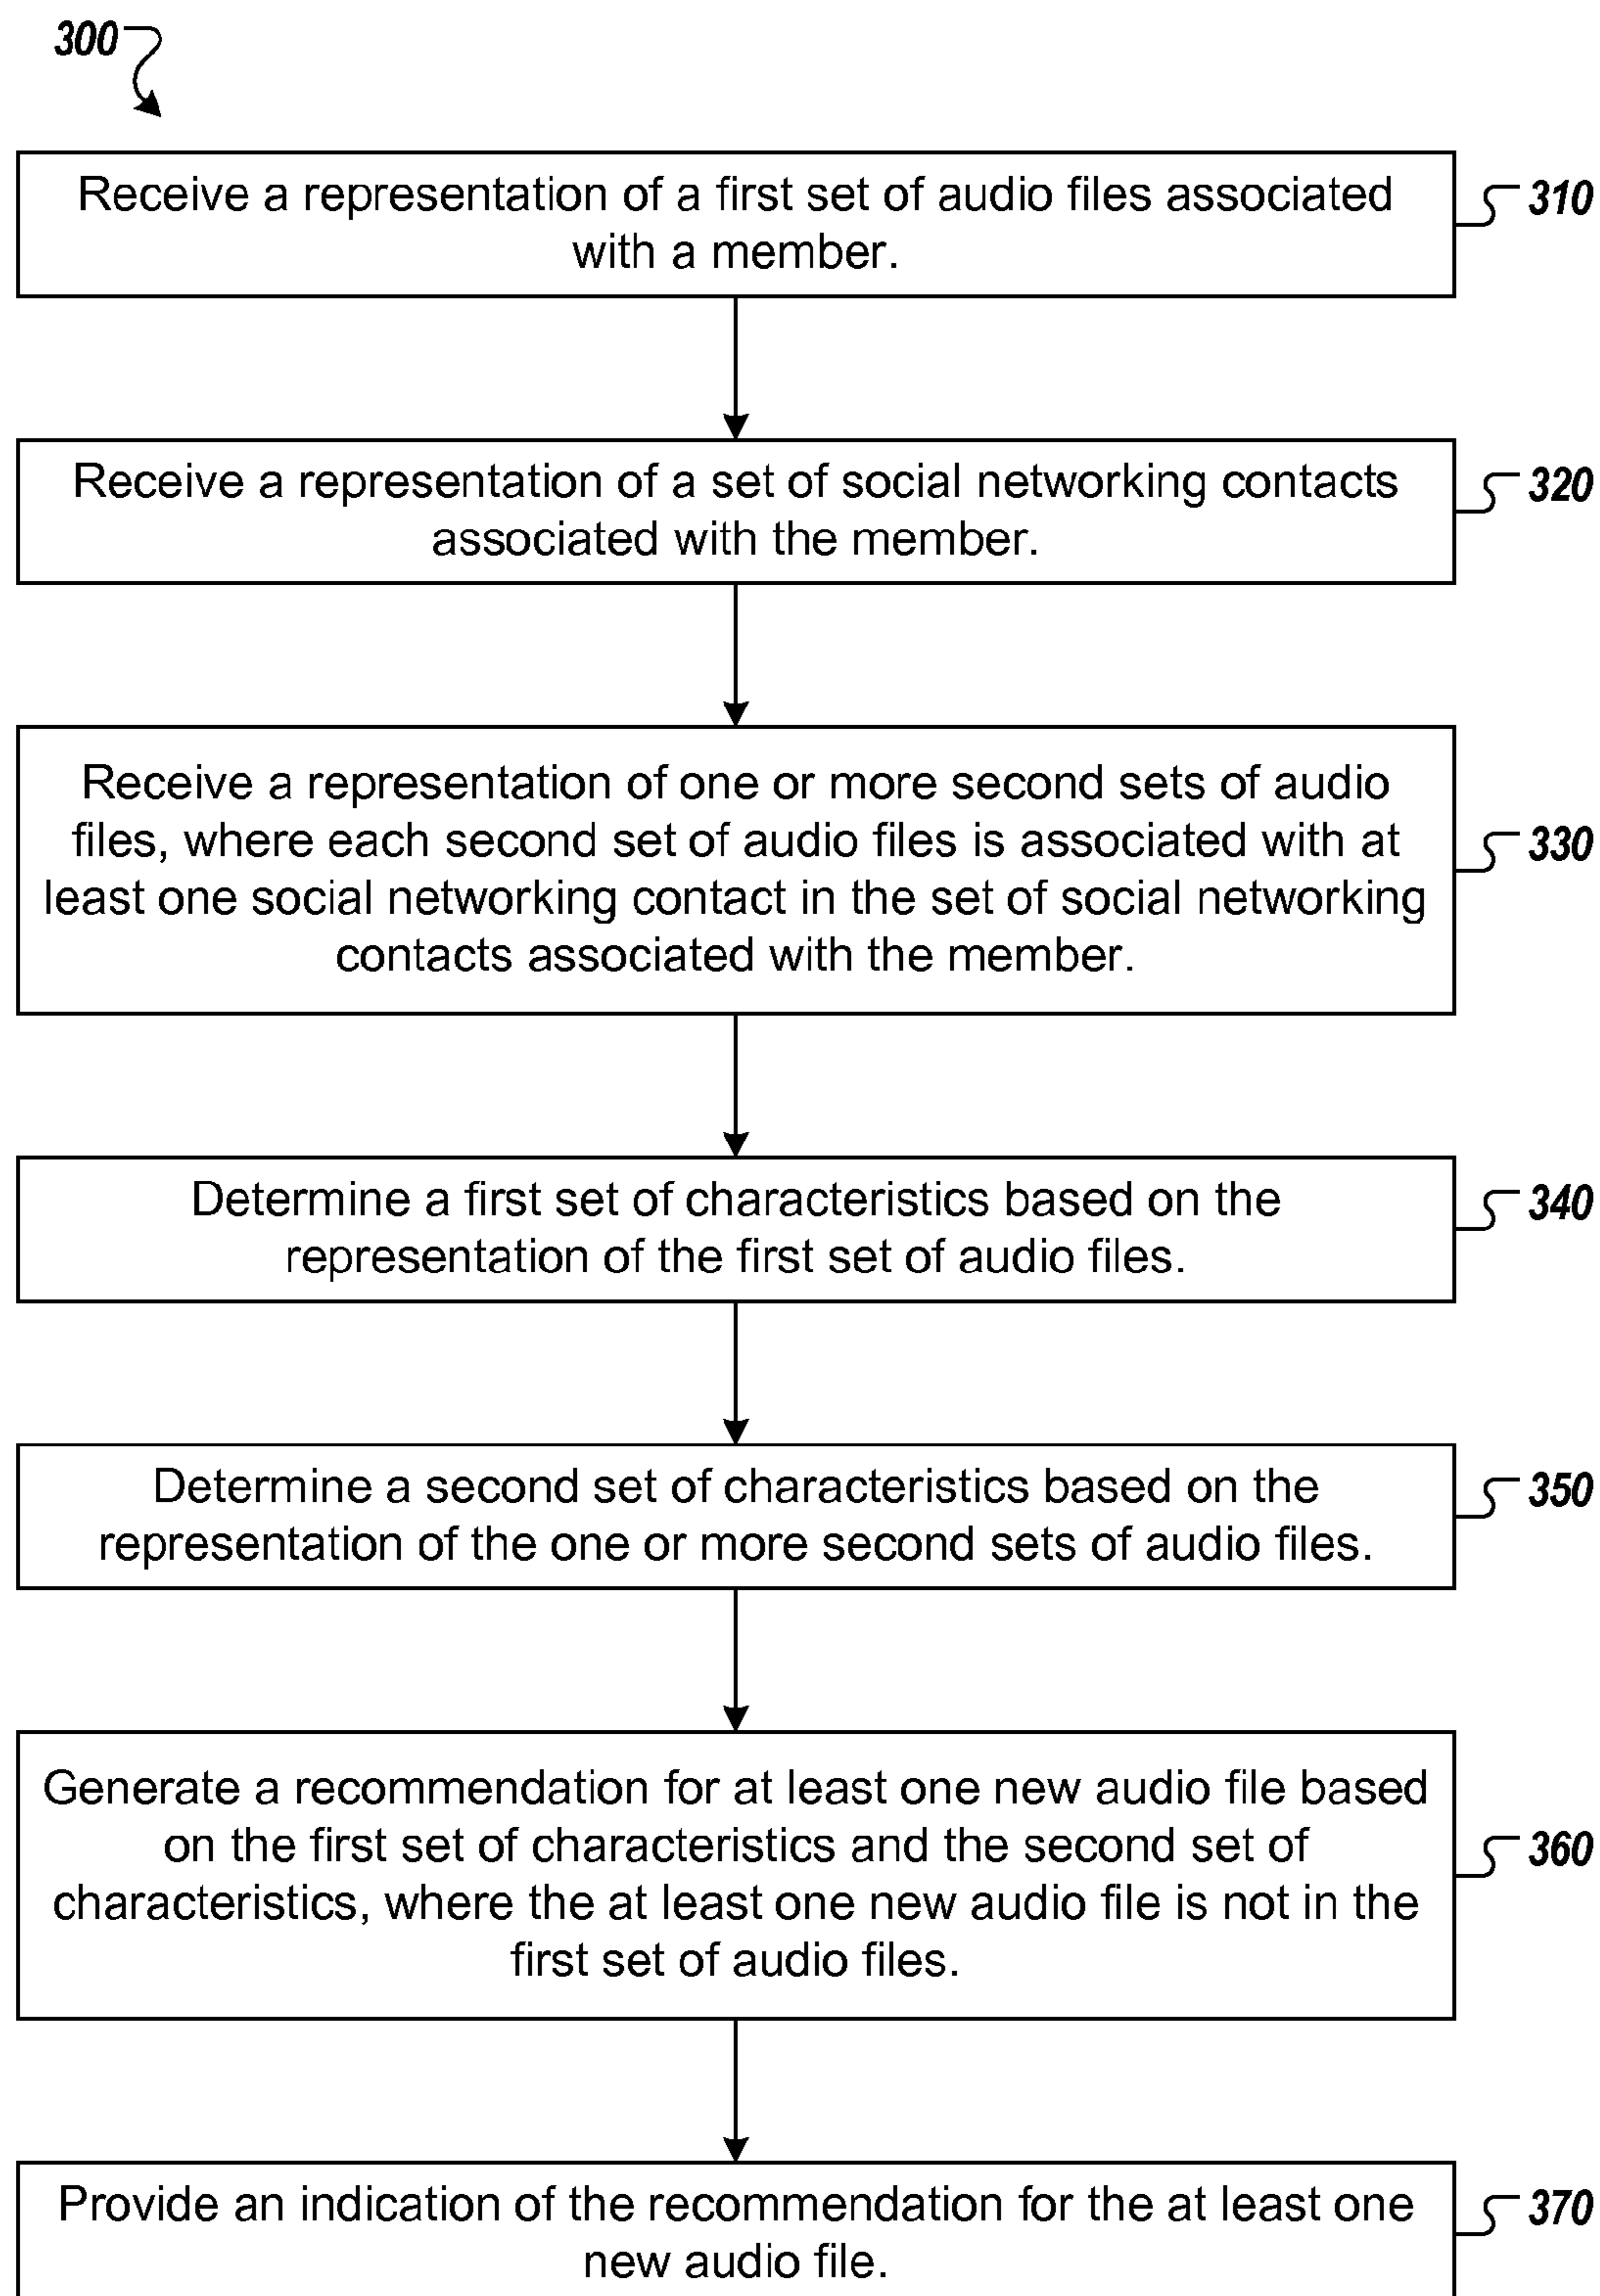 300
Receive a representation of a first set of audio files associated
with a member.
310
Receive a representation of a set of social networking contacts
associated with the member.
320
Receive a representation of one or more second sets of audio
files, where each second set of audio files is associated with at
least one social networking contact in the set of social networking
contacts associated with the member.
330
Determine a first set of characteristics based on the
representation of the first set of audio files.
340
Determine a second set of characteristics based on the
representation of the one or more second sets of audio files.
350
Generate a recommendation for at least one new audio file based
on the first set of characteristics and the second set of
characteristics, where the at least one new audio file is not in the
first set of audio files.
360
Provide an indication of the recommendation for the at least one
new audio file.
370